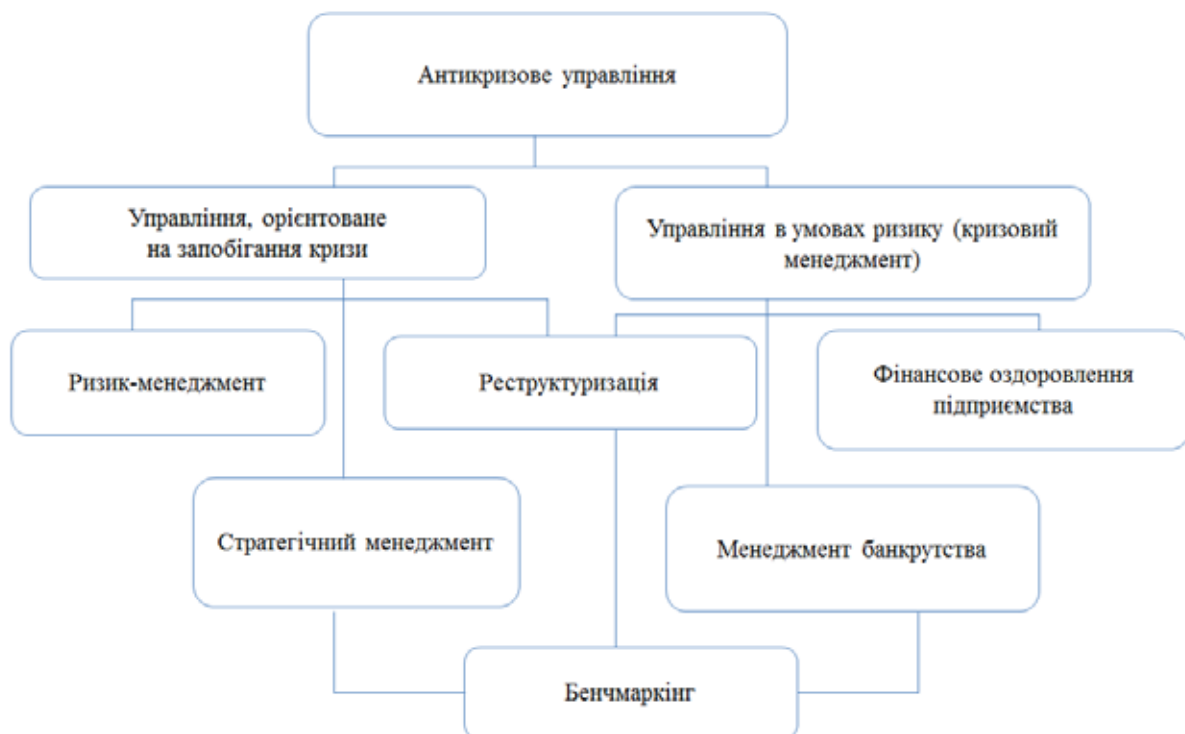 Антикризове управління
Управління, орієнтоване
на запобігання кризи
Управління в умовах ризику (кризовий
менеджмент)
Ризик-менеджмент
Реструктуризація
Фінансове оздоровлення
підприємства
Стратегічний менеджмент
Менеджмент банкрутства
Бенчмаркінг